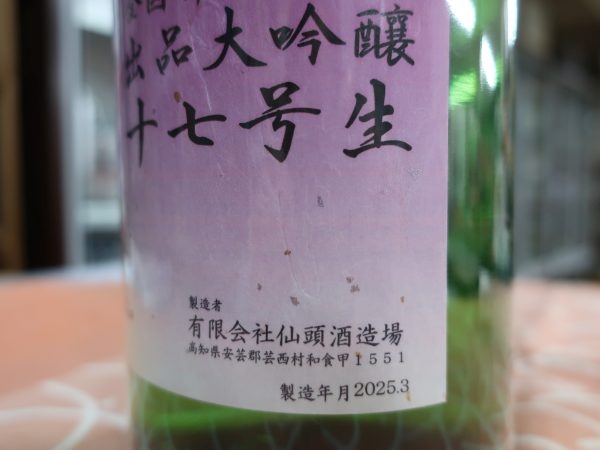 出品大吟醸
十七号生
製造者
有限会社仙頭酒造場
高知県安芸郡芸西村和食甲1551
製造年月2025.3